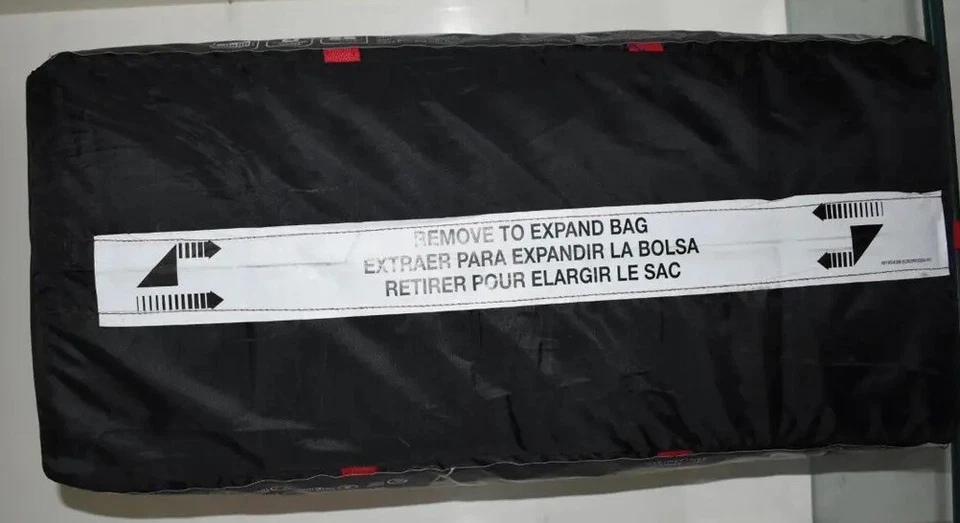 REMOVE TO EXPAND BAG
EXTRAER PARA EXPANDIR LA BOLSA
RETIRER POUR ELARGIR LE SAC